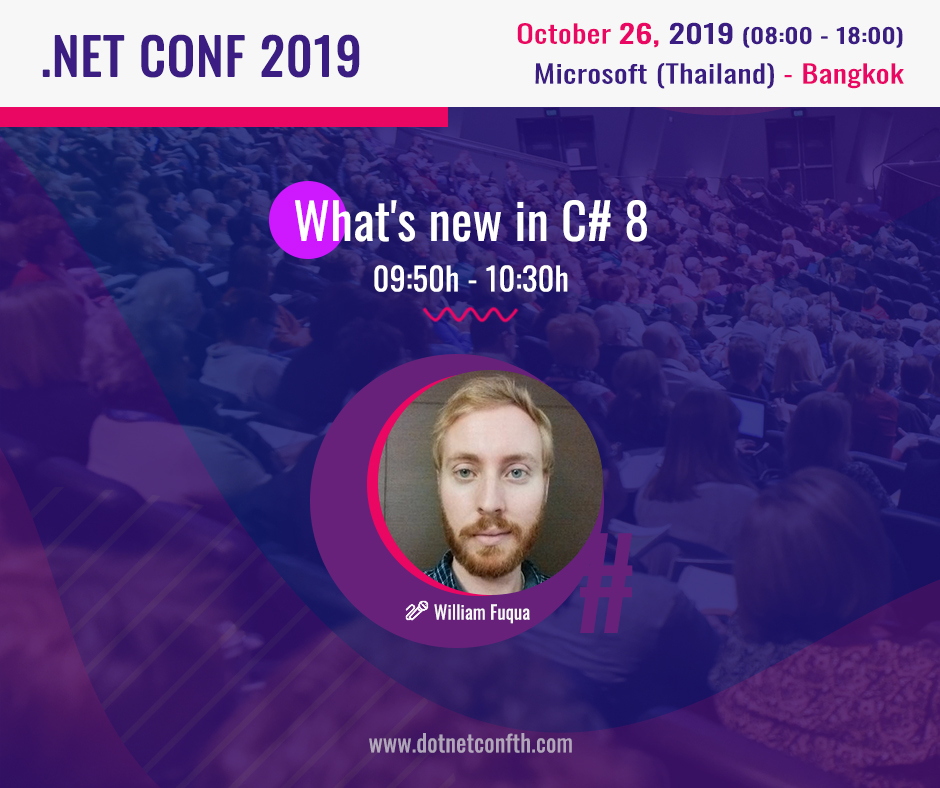 .NET CONF 2019
October 26, 2019 (08:00 - 18:00)
Microsoft (Thailand) - Bangkok
What's new in C# 8
09:50h - 10:30h
#
William Fuqua
www.dotnetconfth.com